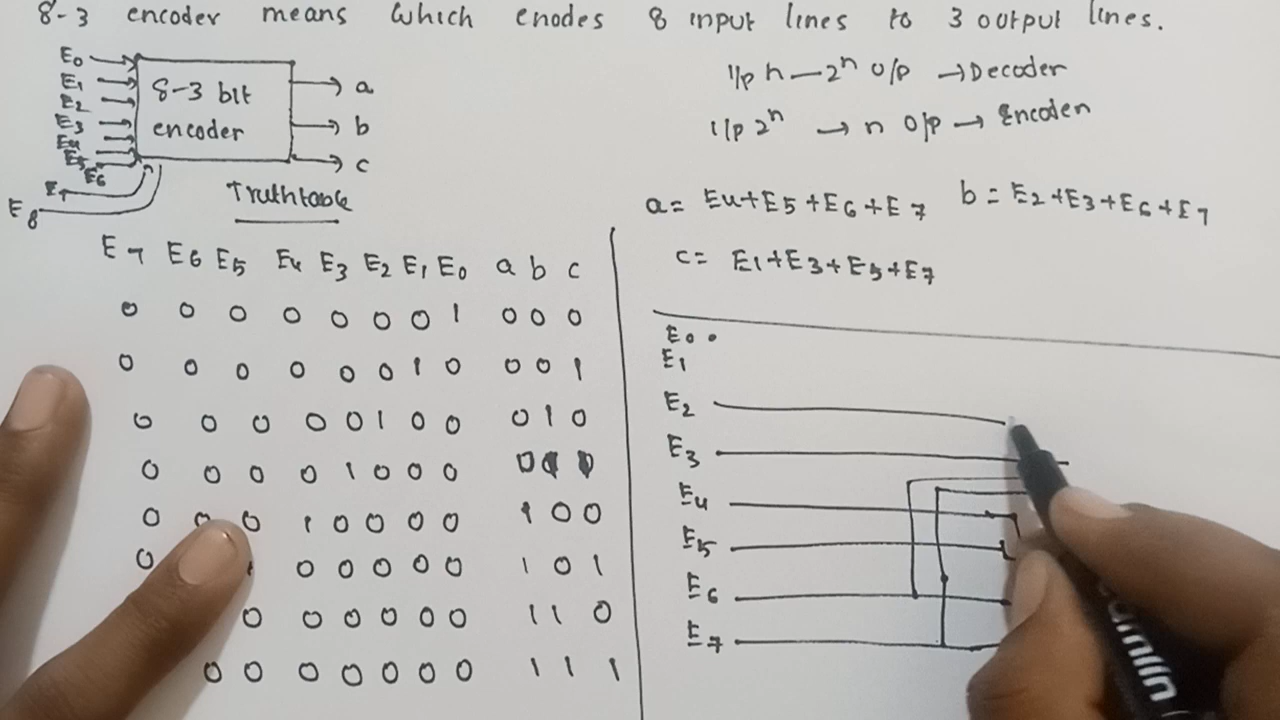 8-3 encoder means which enodes 8 input lines to 3 output lines.
E0
E1
E2
E3
E4
E5
E6
E7
E8
8-3 bit
encoder
a
b
c
I/p n — 2^n o/p → Decoder
I/p 2^n → n o/p → Encoder
a = E4+E5+E6+E7 b = E2+E3+E6+E7
c = E1+E3+E5+E7
Truthtable
E7 E6 E5 E4 E3 E2 E1 E0 a b c
0 0 0 0 0 0 0 1 0 0 0
0 0 0 0 0 0 1 0 0 0 1
0 0 0 0 0 1 0 0 0 1 0
0 0 0 0 1 0 0 0 0
0 0 0 1 0 0 0 0 1 0 0
0 0 0 0 0 0 1 0 1
0 0 0 0 0 0 1 1 0
0 0 0 0 0 0 0 1 1 1
E0
E1
E2
E3
E4
E5
E6
E7